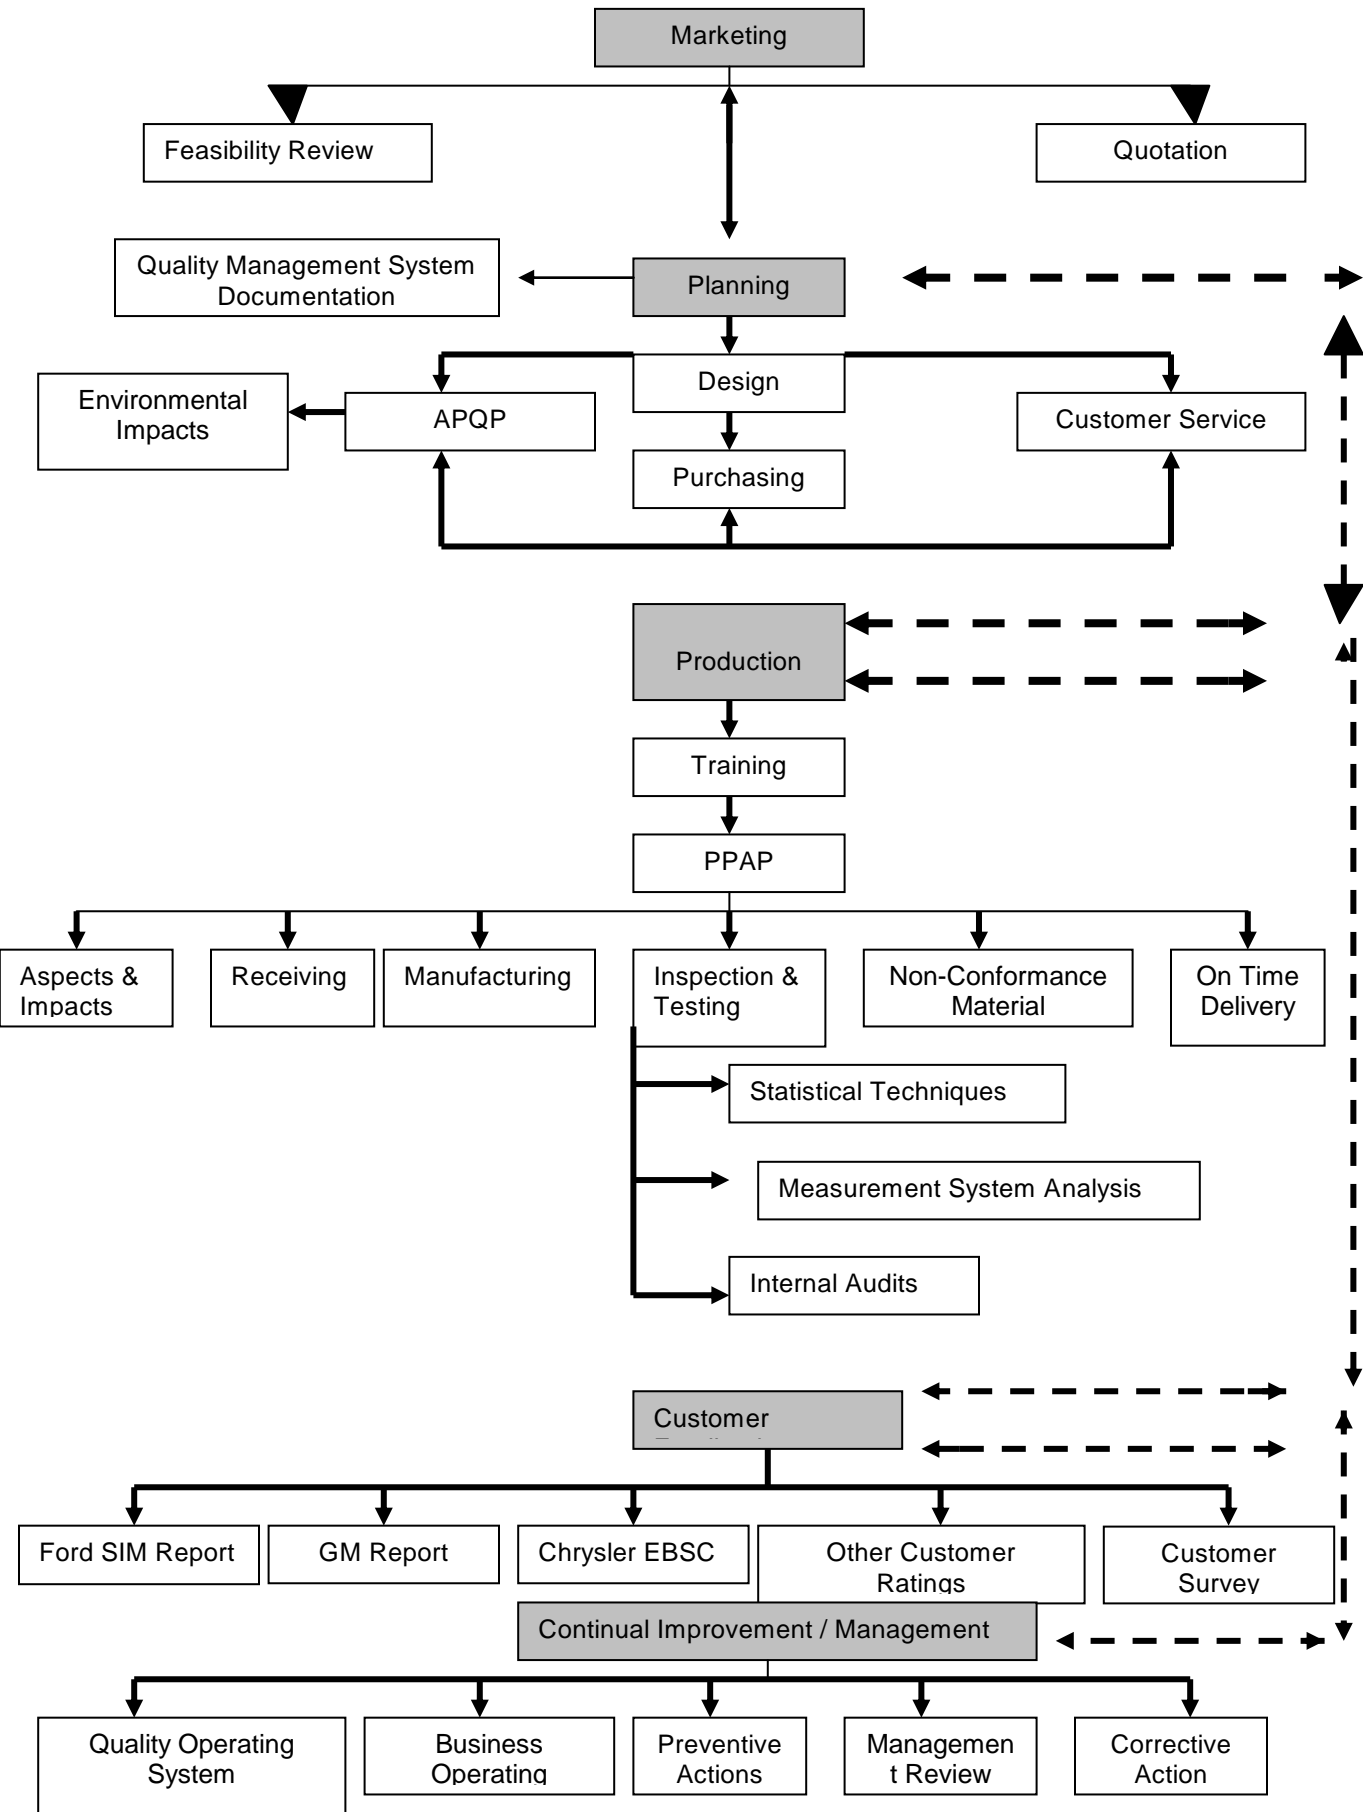 Marketing
Feasibility Review
Quotation
Quality Management System
Documentation
Planning
Environmental
Impacts
APQP
Design
Customer Service
Purchasing
Production
Training
PPAP
Aspects &
Impacts
Receiving
Manufacturing
Inspection &
Testing
Non-Conformance
Material
On Time
Delivery
Statistical Techniques
Measurement System Analysis
Internal Audits
Customer
Ford SIM Report
GM Report
Chrysler EBSC
Other Customer
Ratings
Customer
Survey
Continual Improvement / Management
Quality Operating
System
Business
Operating
Preventive
Actions
Managemen
t Review
Corrective
Action